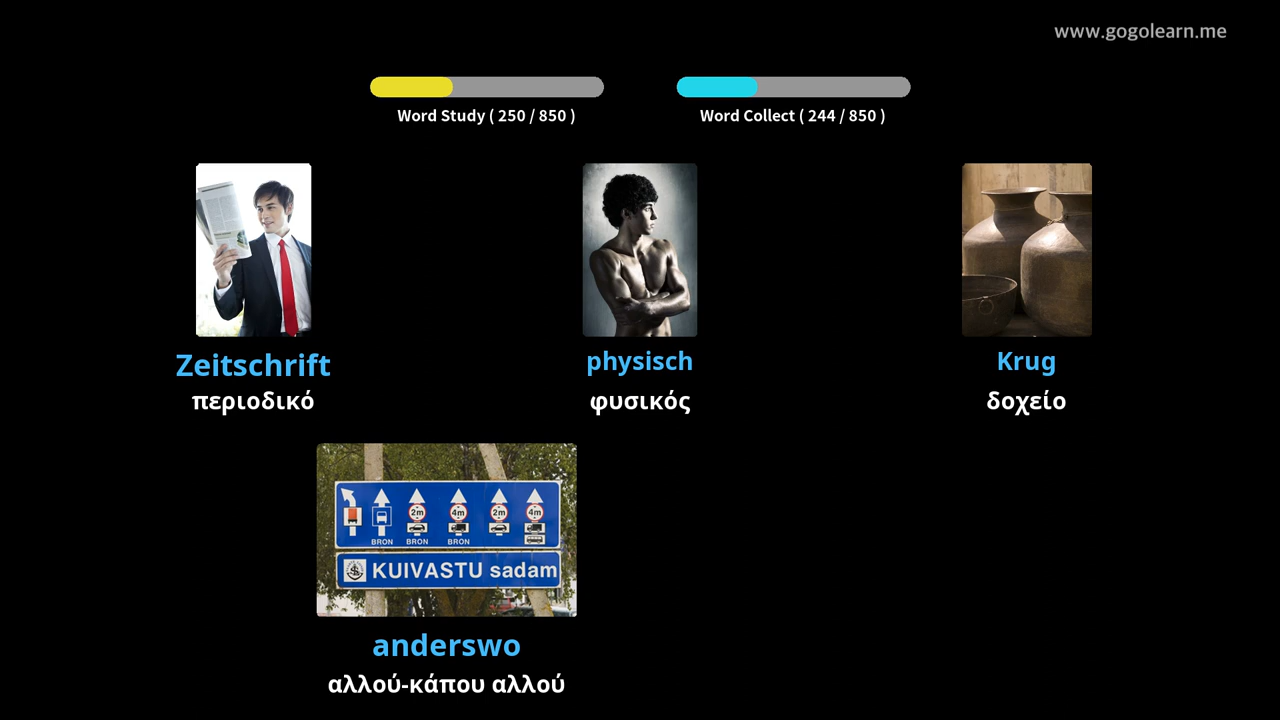 www.gogolearn.me
Word Study ( 250 / 850 )
Word Collect ( 244 / 850 )
Zeitschrift
physisch
Krug
περιοδικό
φυσικός
δοχείο
2m
4m
2m
4m
BRON
BRON
BRON
KUIVASTU sadam
anderswo
αλλού-κάπου αλλού